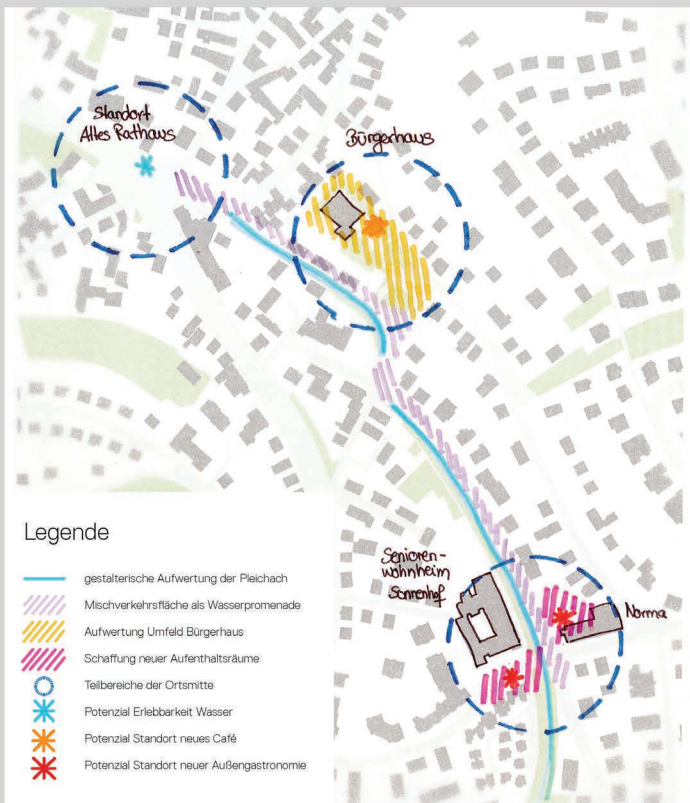 Standort
Altes Rathaus
Bürgerhaus
Senioren-
wohnheim
Sonnenhof
Norma
Legende
gestalterische Aufwertung der Pleichach
Mischverkehrsfläche als Wasserpromenade
Aufwertung Umfeld Bürgerhaus
Schaffung neuer Aufenthaltsräume
Teilbereiche der Ortsmitte
Potenzial Erlebbarkeit Wasser
Potenzial Standort neues Café
Potenzial Standort neuer Außengastronomie